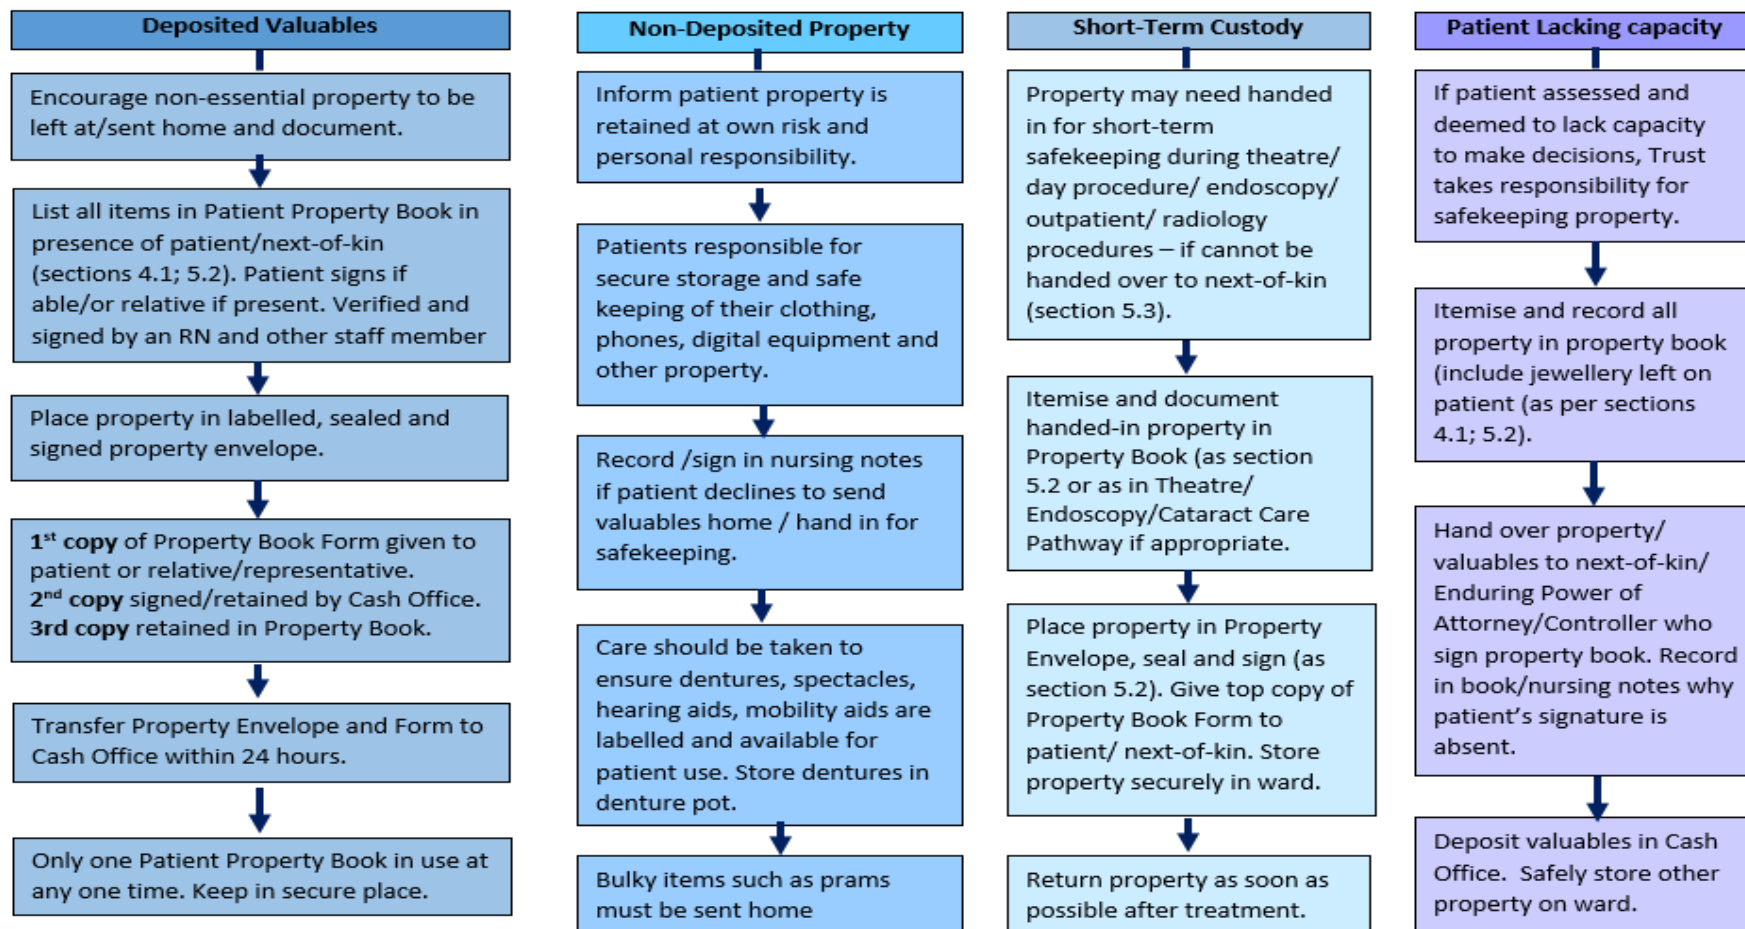 Deposited Valuables
Encourage non-essential property to be
left at/sent home and document.
List all items in Patient Property Book in
presence of patient/next-of-kin
(sections 4.1; 5.2). Patient signs if
able/or relative if present. Verified and
signed by an RN and other staff member
Place property in labelled, sealed and
signed property envelope.
1st copy of Property Book Form given to
patient or relative/representative.
2nd copy signed/retained by Cash Office.
3rd copy retained in Property Book.
Transfer Property Envelope and Form to
Cash Office within 24 hours.
Only one Patient Property Book in use at
any one time. Keep in secure place.
Non-Deposited Property
Inform patient property is
retained at own risk and
personal responsibility.
Patients responsible for
secure storage and safe
keeping of their clothing,
phones, digital equipment and
other property.
Record /sign in nursing notes
if patient declines to send
valuables home / hand in for
safekeeping.
Care should be taken to
ensure dentures, spectacles,
hearing aids, mobility aids are
labelled and available for
patient use. Store dentures in
denture pot.
Bulky items such as prams
must be sent home
Short-Term Custody
Property may need handed
in for short-term
safekeeping during theatre/
day procedure/ endoscopy/
outpatient/ radiology
procedures – if cannot be
handed over to next-of-kin
(section 5.3).
Itemise and document
handed-in property in
Property Book (as section
5.2 or as in Theatre/
Endoscopy/Cataract Care
Pathway if appropriate.
Place property in Property
Envelope, seal and sign (as
section 5.2). Give top copy of
Property Book Form to
patient/ next-of-kin. Store
property securely in ward.
Return property as soon as
possible after treatment.
Patient Lacking capacity
If patient assessed and
deemed to lack capacity
to make decisions, Trust
takes responsibility for
safekeeping property.
Itemise and record all
property in property book
(include jewellery left on
patient (as per sections
4.1; 5.2).
Hand over property/
valuables to next-of-kin/
Enduring Power of
Attorney/Controller who
sign property book. Record
in book/nursing notes why
patient's signature is
absent.
Deposit valuables in Cash
Office.  Safely store other
property on ward.